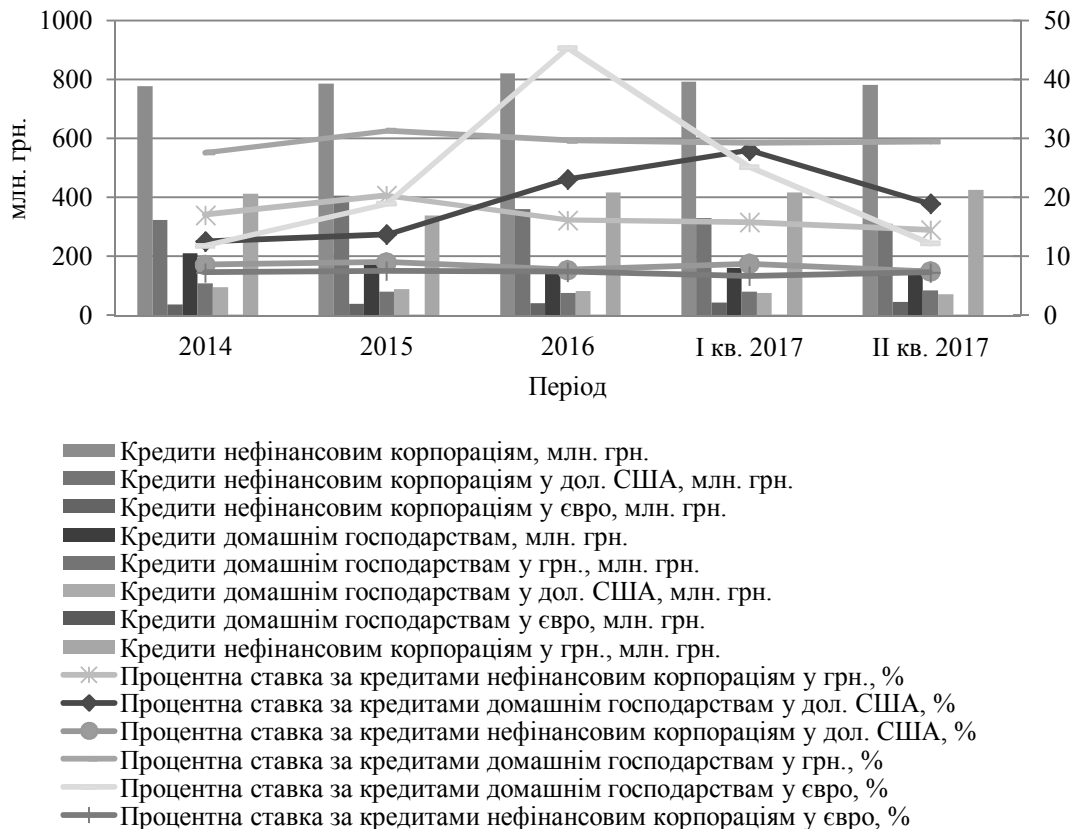 1000
800
600
400
200
0
млн. грн.
50
40
30
20
10
0
2014
2015
2016
І кв. 2017
ІІ кв. 2017
Період
Кредити нефінансовим корпораціям, млн. грн.
Кредити нефінансовим корпораціям у дол. США, млн. грн.
Кредити нефінансовим корпораціям у євро, млн. грн.
Кредити домашнім господарствам, млн. грн.
Кредити домашнім господарствам у грн., млн. грн.
Кредити домашнім господарствам у дол. США, млн. грн.
Кредити домашнім господарствам у євро, млн. грн.
Кредити нефінансовим корпораціям у грн., млн. грн.
Процентна ставка за кредитами нефінансовим корпораціям у грн., %
Процентна ставка за кредитами домашнім господарствам у дол. США, %
Процентна ставка за кредитами нефінансовим корпораціям у дол. США, %
Процентна ставка за кредитами домашнім господарствам у грн., %
Процентна ставка за кредитами домашнім господарствам у євро, %
Процентна ставка за кредитами нефінансовим корпораціям у євро, %